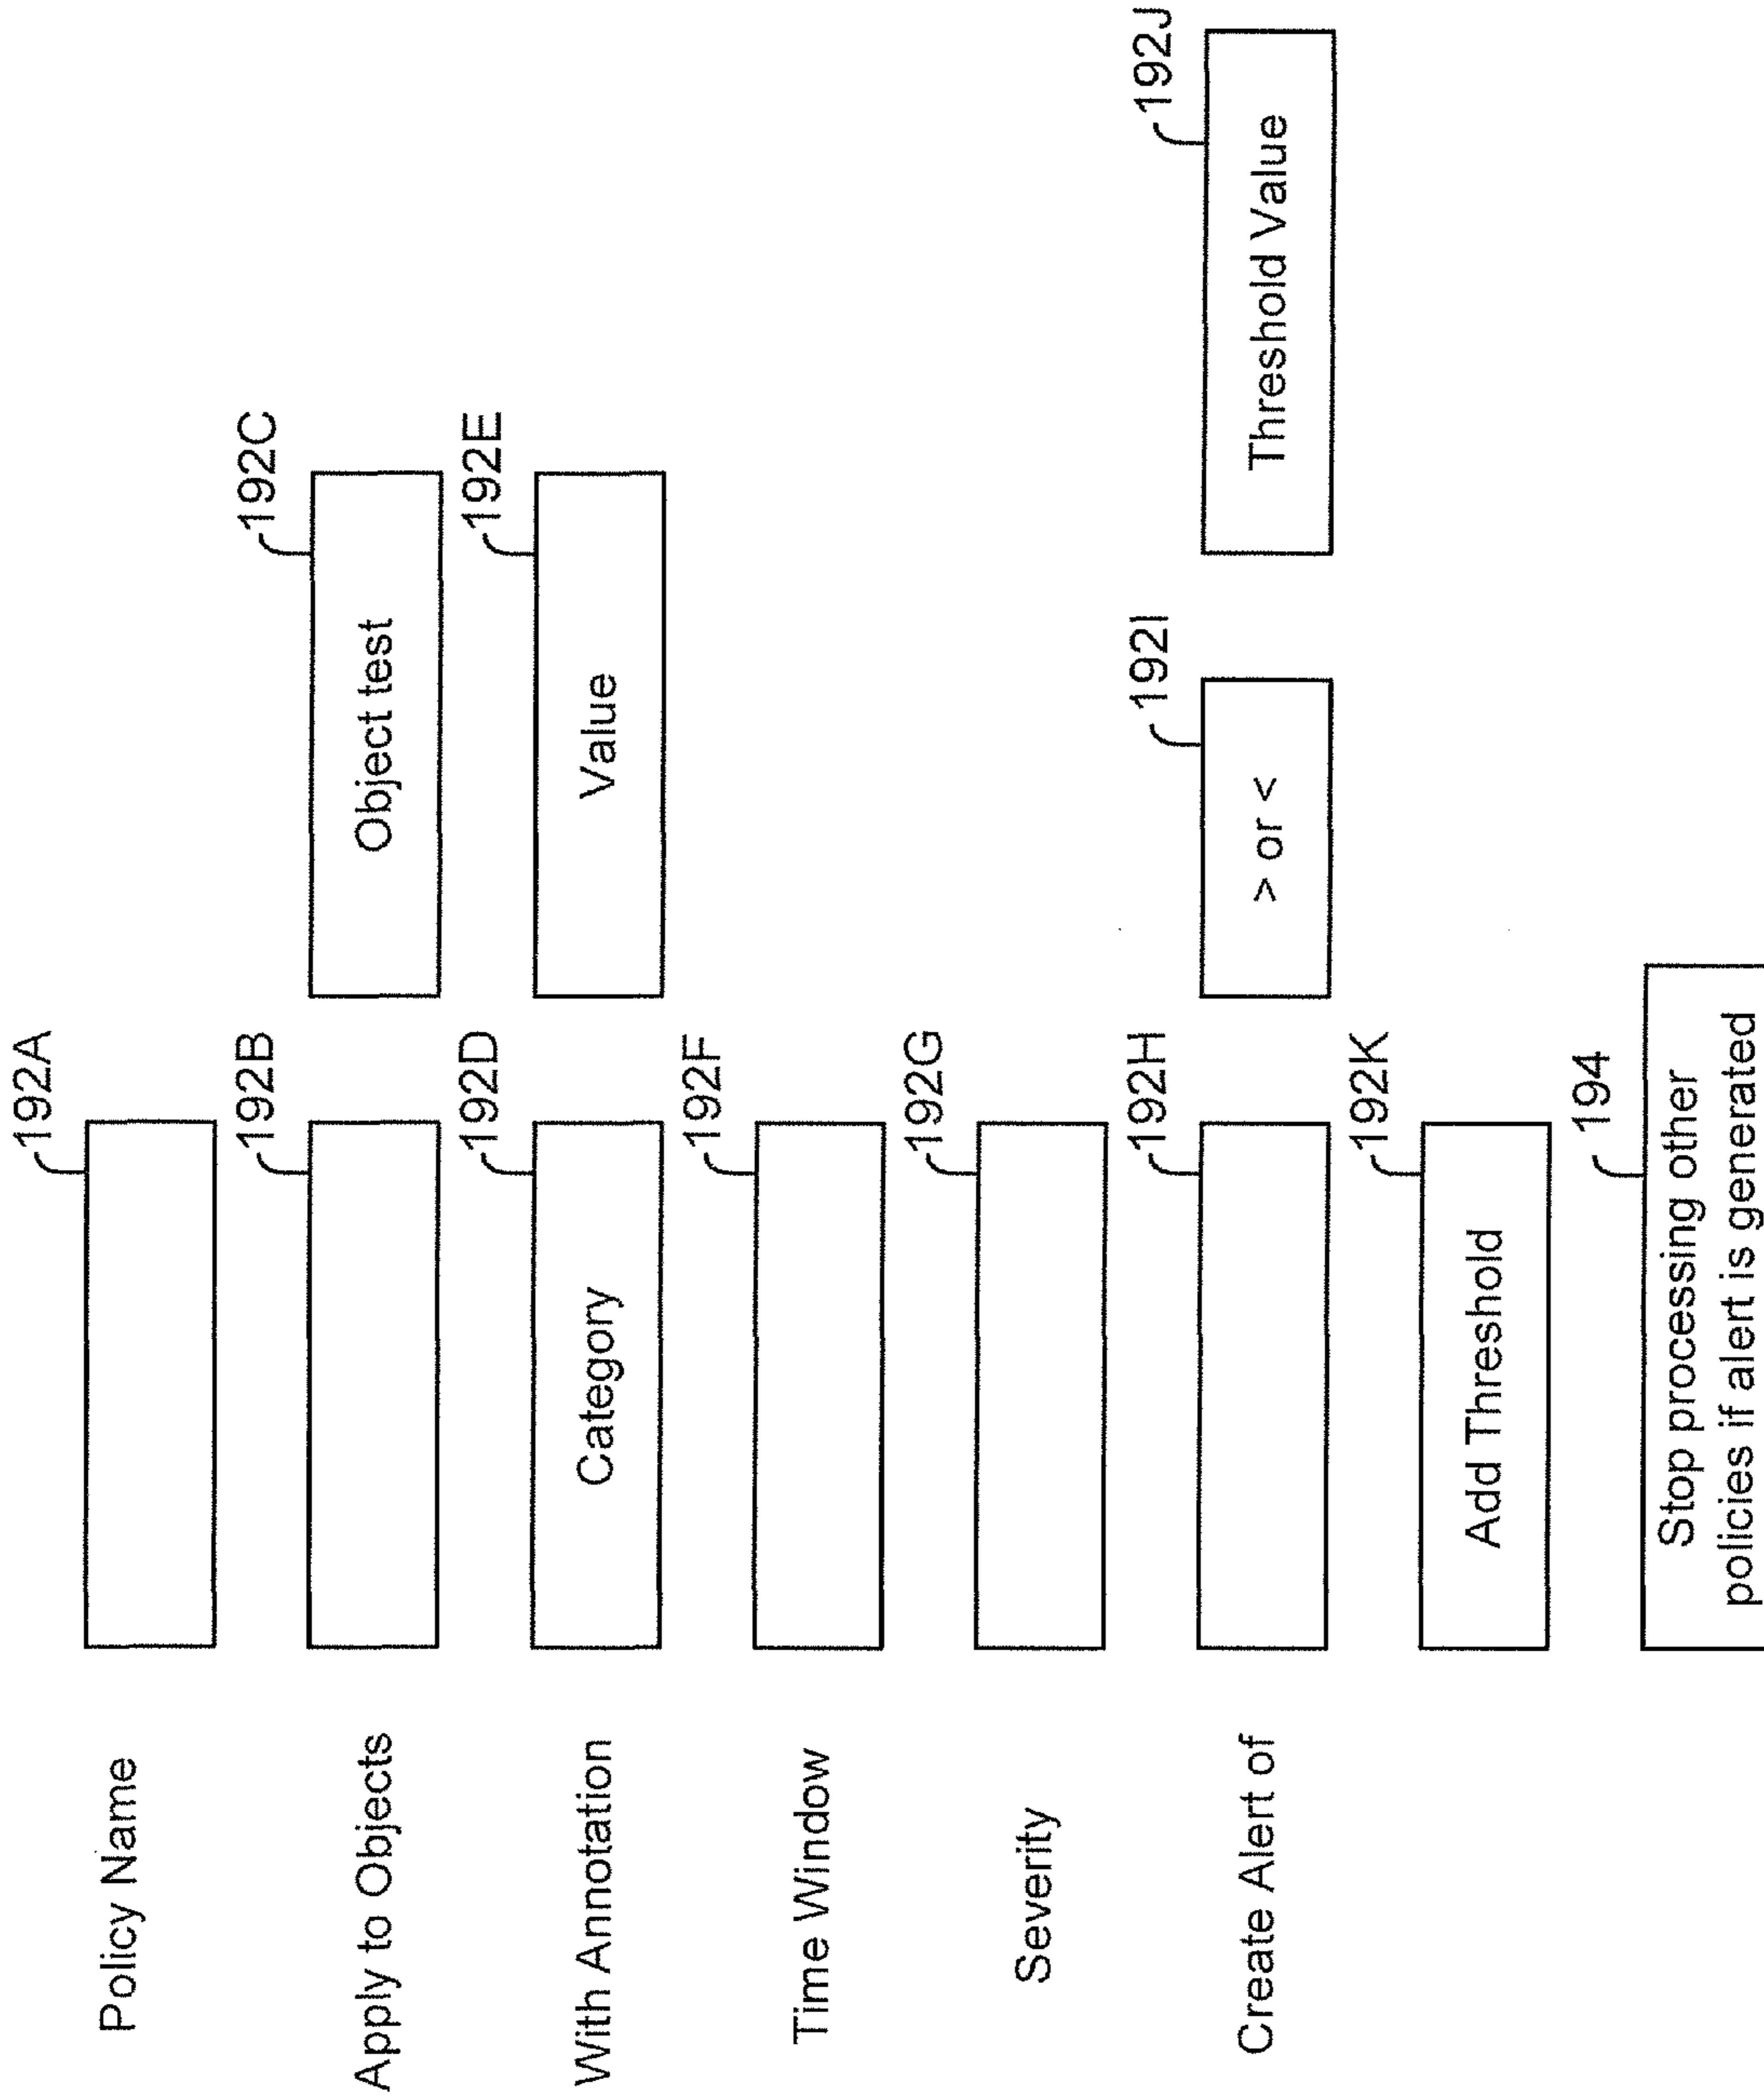 Policy Name
192A
Apply to Objects
192B
Object test
192C
With Annotation
Category
192D
Value
192E
Time Window
192F
Severity
192G
Create Alert of
192H
> or <
192I
Threshold Value
192J
Add Threshold
192K
Stop processing other
policies if alert is generated
194